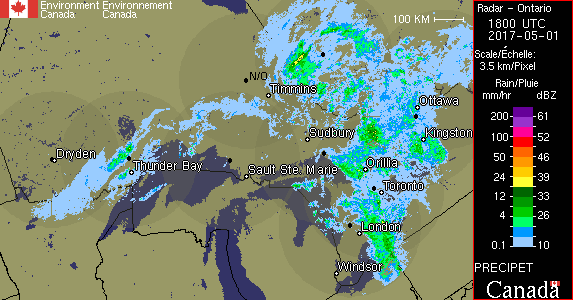 Environment Environnement
Canada Canada
100 KM
N/O
Timmins
Ottawa
Sudbury
Kingston
Dryden
Thunder Bay
Sault Ste. Marie
Orillia
Toronto
London
Windsor
Radar - Ontario
1800 UTC
2017-05-01
Scale/Échelle:
3.5 km/Pixel
Rain/Pluie
mm/hr dBZ
200 61
100 52
50 46
24 39
12 33
4 26
0.1 10
PRECIPET
Canada